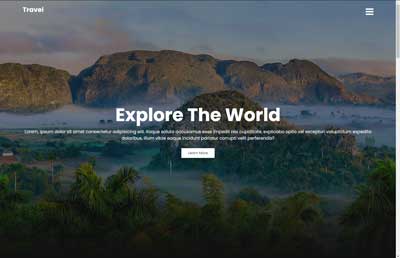 Travel
Explore The World
Lorem, ipsum dolor sit amet consectetur adipisicing elit. Itaque soluta accusamus esse impedit nisi cupiditate, explicabo optio vel excepturi voluptatum expedita
doloribus, illum vitae eaque incidunt pariatur corrupti velit perferendis?
Learn More